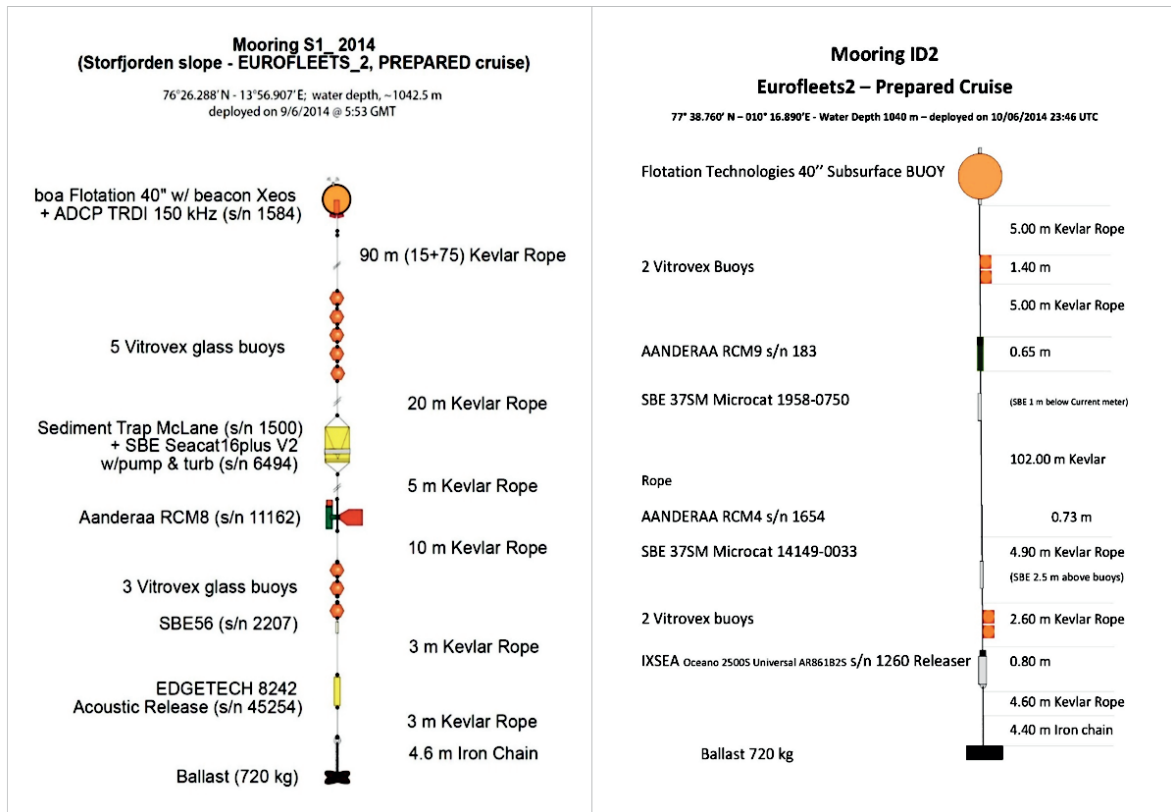 Mooring S1_ 2014
(Storfjorden slope - EUROFLEETS_2, PREPARED cruise)
76°26.288'N - 13°56.907'E; water depth, ~1042.5 m
deployed on 9/6/2014 @ 5:53 GMT
boa Flotation 40" w/ beacon Xeos
+ ADCP TRDI 150 kHz (s/n 1584)
90 m (15+75) Kevlar Rope
5 Vitrovex glass buoys
20 m Kevlar Rope
Sediment Trap McLane (s/n 1500)
+ SBE Seacat16plus V2
w/pump & turb (s/n 6494)
5 m Kevlar Rope
Aanderaa RCM8 (s/n 11162)
10 m Kevlar Rope
3 Vitrovex glass buoys
SBE56 (s/n 2207)
3 m Kevlar Rope
EDGETECH 8242
Acoustic Release (s/n 45254)
3 m Kevlar Rope
4.6 m Iron Chain
Ballast (720 kg)
Mooring ID2
Eurofleets2 – Prepared Cruise
77° 38.760' N – 010° 16.890'E - Water Depth 1040 m – deployed on 10/06/2014 23:46 UTC
Flotation Technologies 40'' Subsurface BUOY
5.00 m Kevlar Rope
2 Vitrovex Buoys 1.40 m
5.00 m Kevlar Rope
AANDERAA RCM9 s/n 183 0.65 m
SBE 37SM Microcat 1958-0750 (SBE 1 m below Current meter)
102.00 m Kevlar
Rope
AANDERAA RCM4 s/n 1654 0.73 m
SBE 37SM Microcat 14149-0033 4.90 m Kevlar Rope
(SBE 2.5 m above buoys)
2 Vitrovex buoys 2.60 m Kevlar Rope
IXSEA Oceano 2500S Universal AR861B2S s/n 1260 Releaser 0.80 m
4.60 m Kevlar Rope
4.40 m Iron chain
Ballast 720 kg